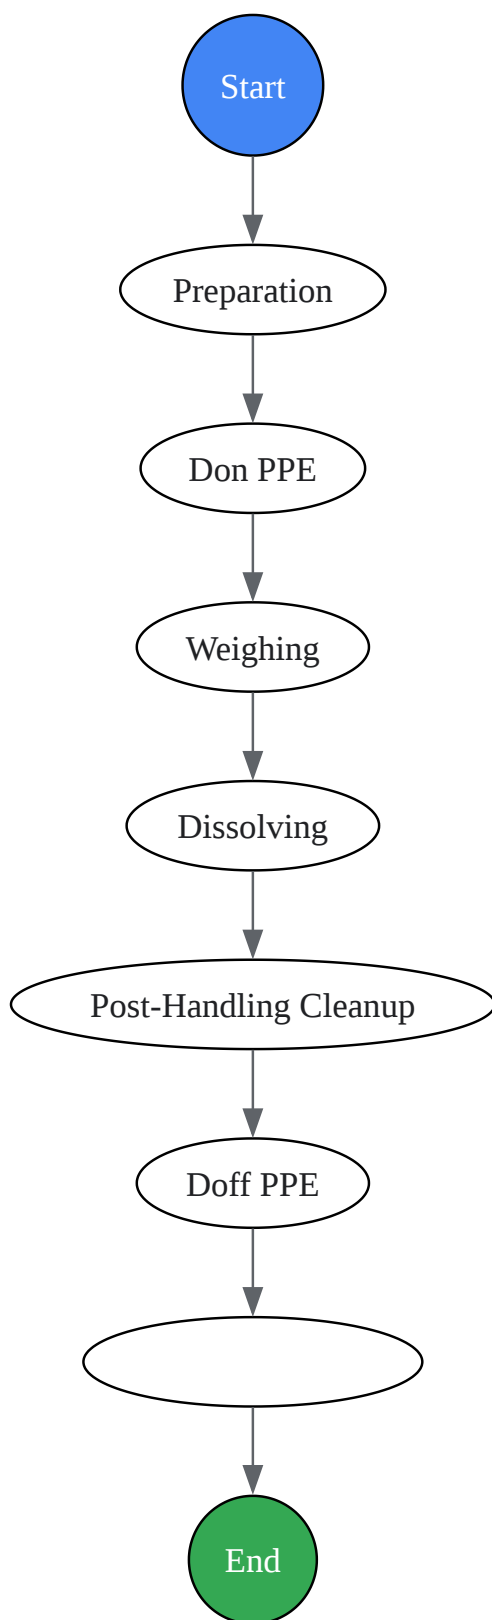 Start
Preparation
Don PPE
Weighing
Dissolving
Post-Handling Cleanup
Doff PPE
End